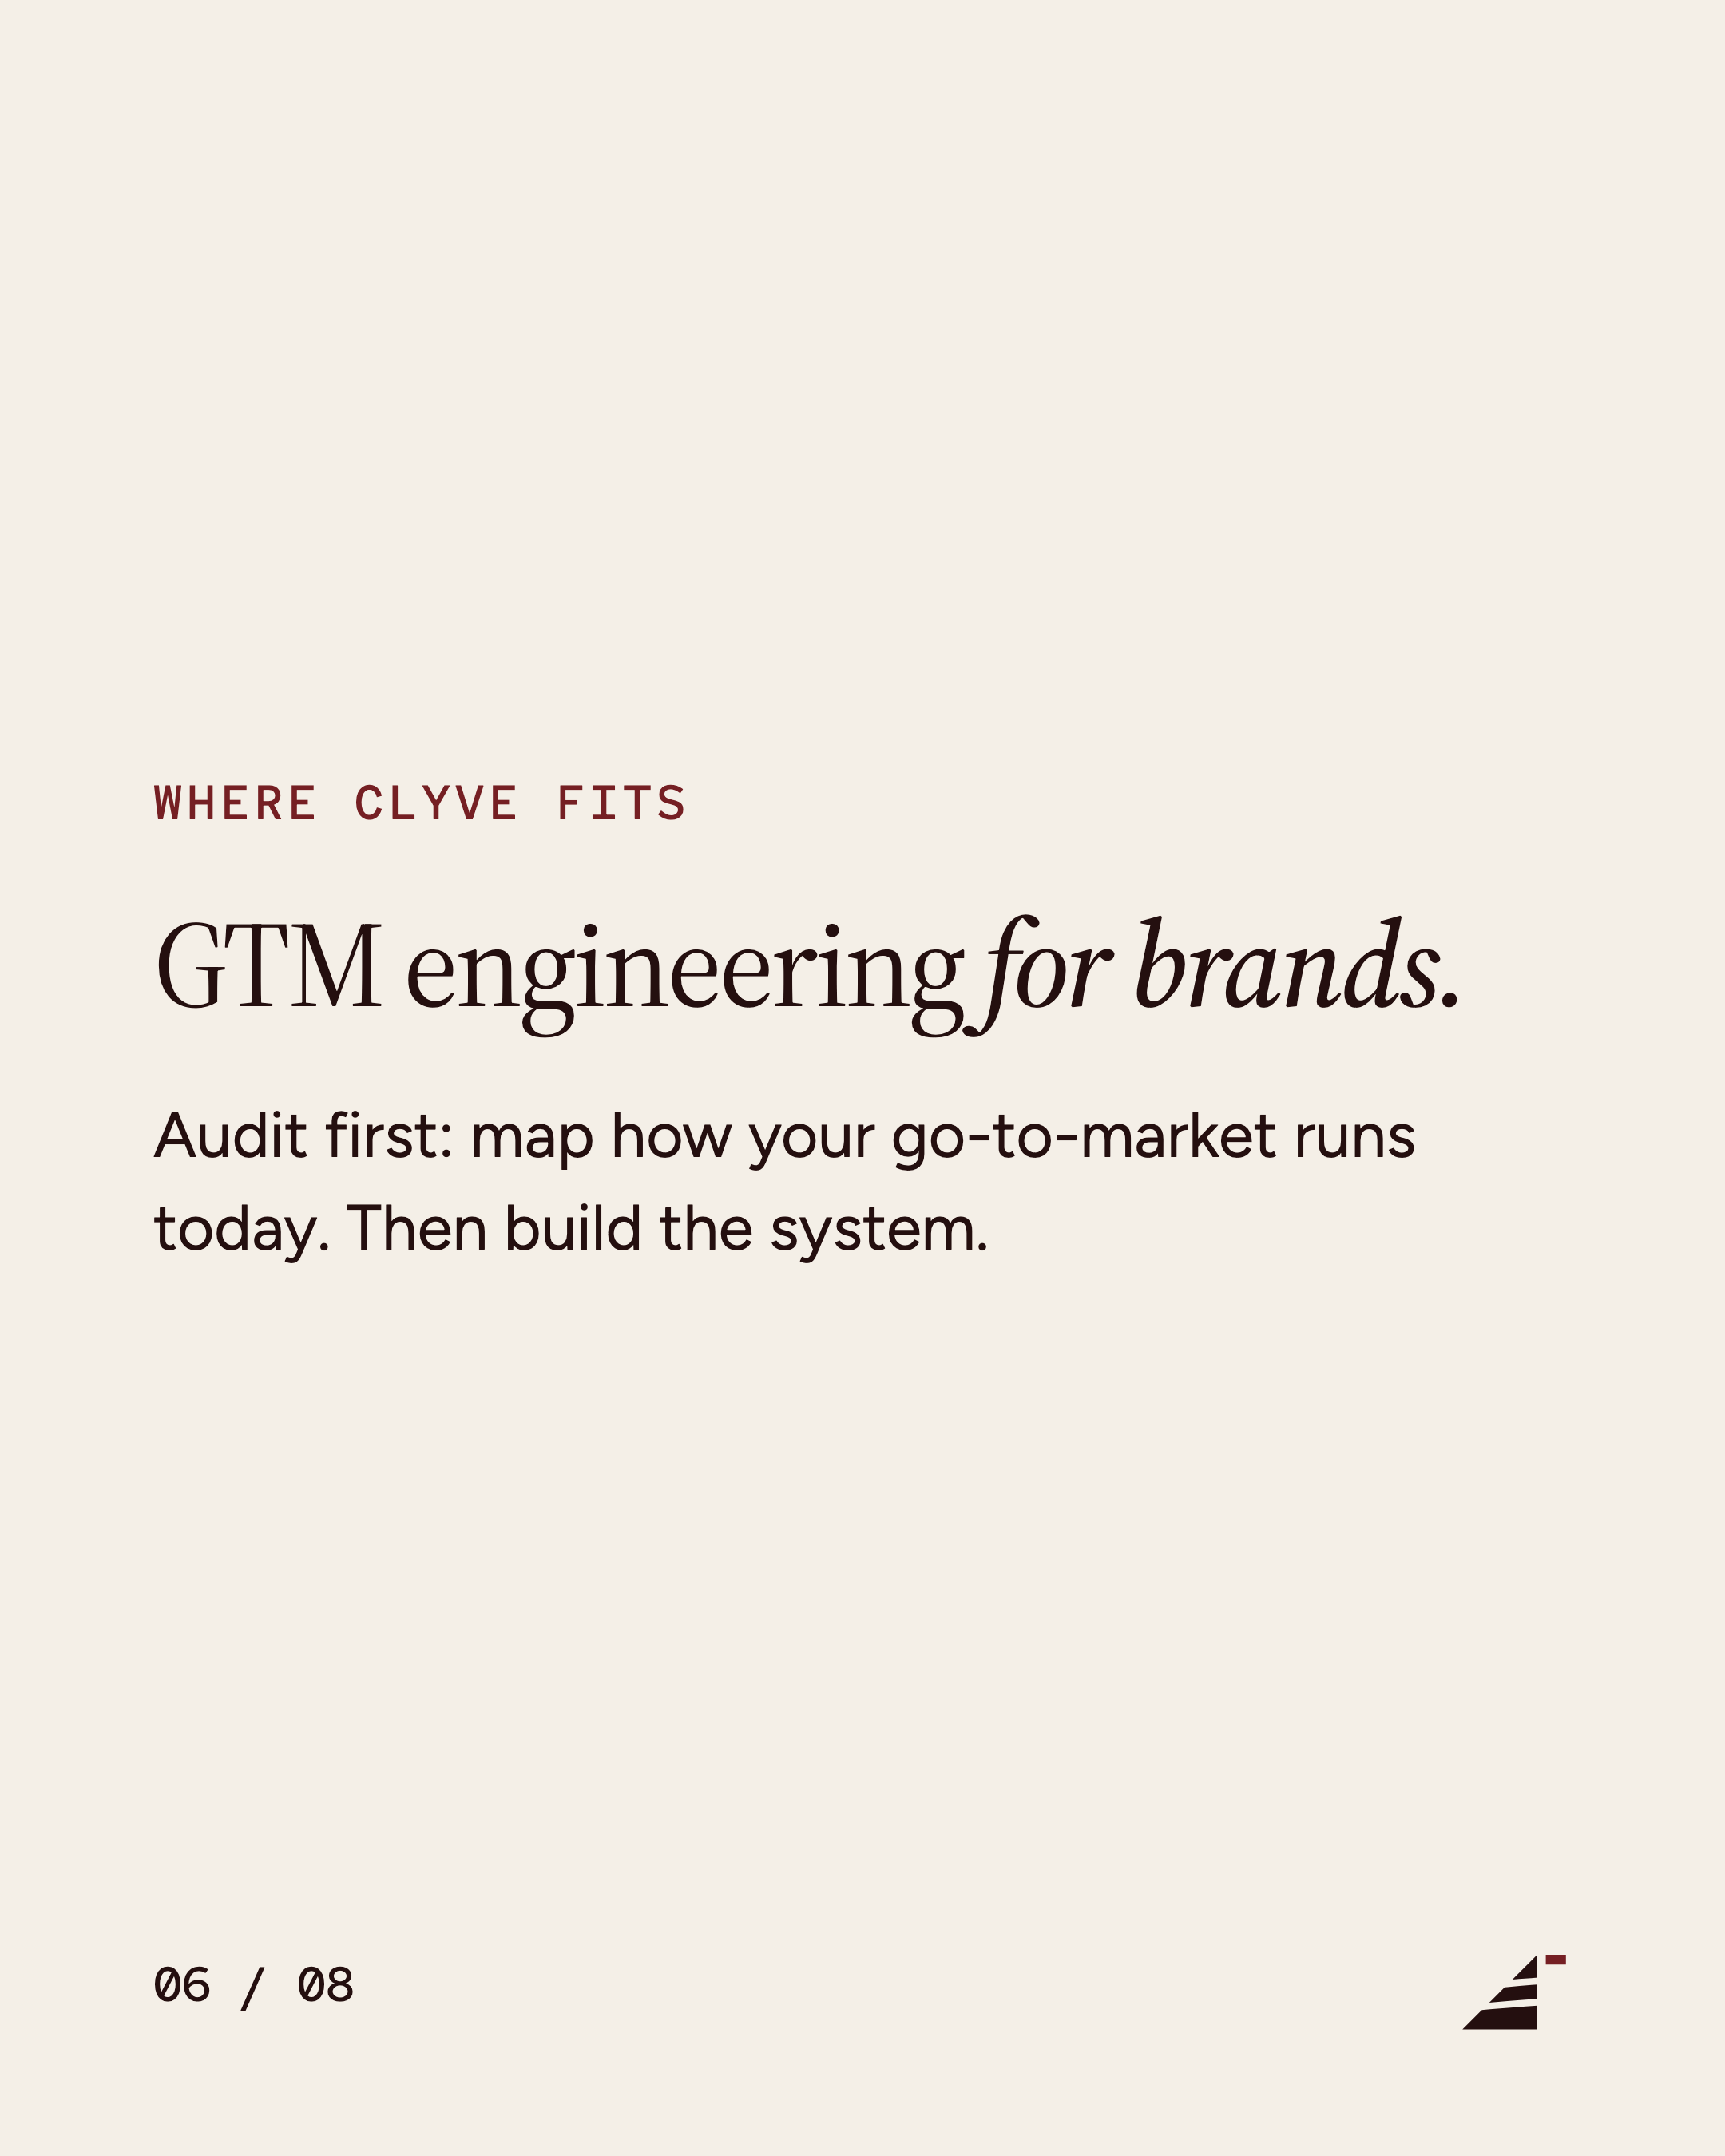 WHERE CLYVE FITS
GTM engineering for brands.
Audit first: map how your go-to-market runs
today. Then build the system.
06 / 08